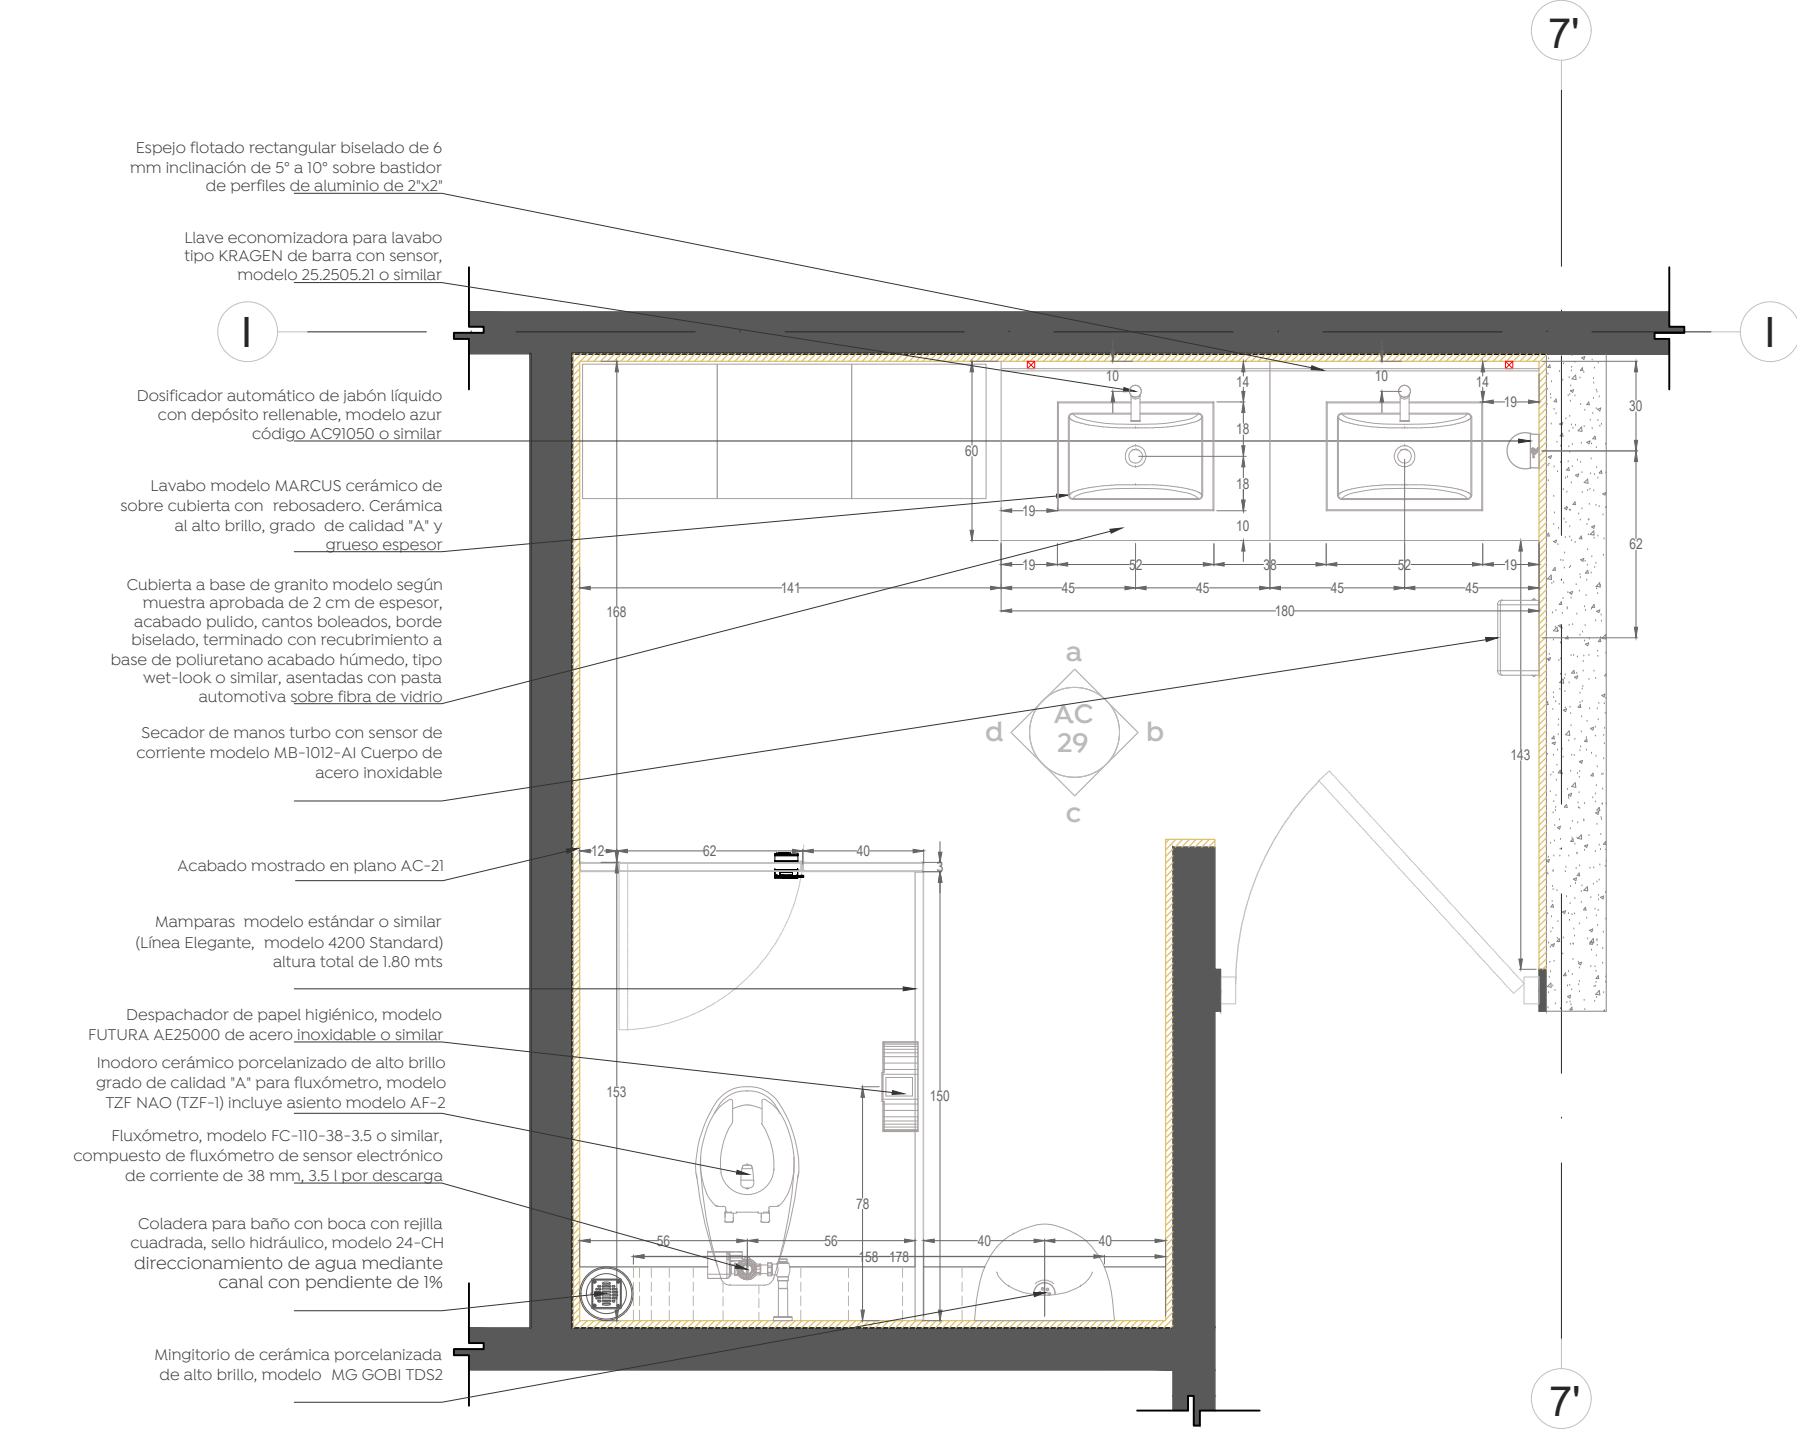 7'
Espejo flotado rectangular biselado de 6
mm inclinación de 5° a 10° sobre bastidor
de perfiles de aluminio de 2"x2"
Llave economizadora para lavabo
tipo KRAGEN de barra con sensor,
modelo 25.2505.21 o similar
I
I
Dosificador automático de jabón líquido
con depósito rellenable, modelo azur
código AC91050 o similar
Lavabo modelo MARCUS cerámico de
sobre cubierta con rebosadero. Cerámica
al alto brillo, grado de calidad "A" y
grueso espesor
Cubierta a base de granito modelo según
muestra aprobada de 2 cm de espesor,
acabado pulido, cantos boleados, borde
biselado, terminado con recubrimiento a
base de poliuretano acabado húmedo, tipo
wet-look o similar, asentadas con pasta
automotiva sobre fibra de vidrio
Secador de manos turbo con sensor de
corriente modelo MB-1012-AI Cuerpo de
acero inoxidable
Acabado mostrado en plano AC-21
Mamparas modelo estándar o similar
(Línea Elegante, modelo 4200 Standard)
altura total de 1.80 mts
Despachador de papel higiénico, modelo
FUTURA AE25000 de acero inoxidable o similar
Inodoro cerámico porcelanizado de alto brillo
grado de calidad "A" para fluxómetro, modelo
TZF NAO (TZF-1) incluye asiento modelo AF-2
Fluxómetro, modelo FC-110-38-3.5 o similar,
compuesto de fluxómetro de sensor electrónico
de corriente de 38 mm, 3.5 l por descarga
Coladera para baño con boca con rejilla
cuadrada, sello hidráulico, modelo 24-CH
direccionamiento de agua mediante
canal con pendiente de 1%
Mingitorio de cerámica porcelanizada
de alto brillo, modelo MG GOBI TDS2
10
14
10
14
19
30
18
60
18
19
10
62
19
52
38
52
19
141
45
45
45
45
168
180
a
d
AC
29
b
c
143
12
62
40
3
153
150
78
56
56
40
40
158
178
7'